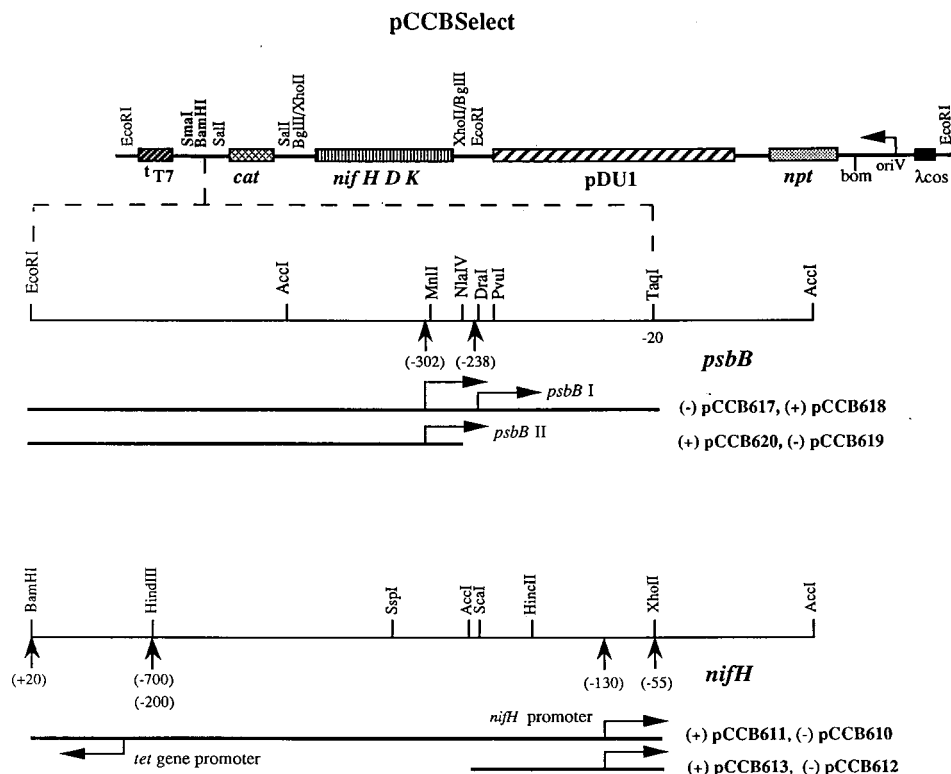 pCCBSelect
EcoRI
SmaI
BamHI
SalI
SalI
BglII/XhoII
XhoII/BglII
EcoRI
EcoRI
tT7
cat
nif H D K
pDU1
npt
bom
oriV
λcos
EcoRI
AccI
MnlI
NlaIV
DraI
PvuI
TaqI
AccI
(-302)
(-238)
-20
psbB
psbB I
(-) pCCB617, (+) pCCB618
psbB II
(+) pCCB620, (-) pCCB619
BamHI
HindIII
SspI
AccI
ScaI
HincII
XhoII
AccI
(+20)
(-700)
(-200)
(-130)
(-55)
nifH
nifH promoter
(+) pCCB611, (-) pCCB610
tet gene promoter
(+) pCCB613, (-) pCCB612